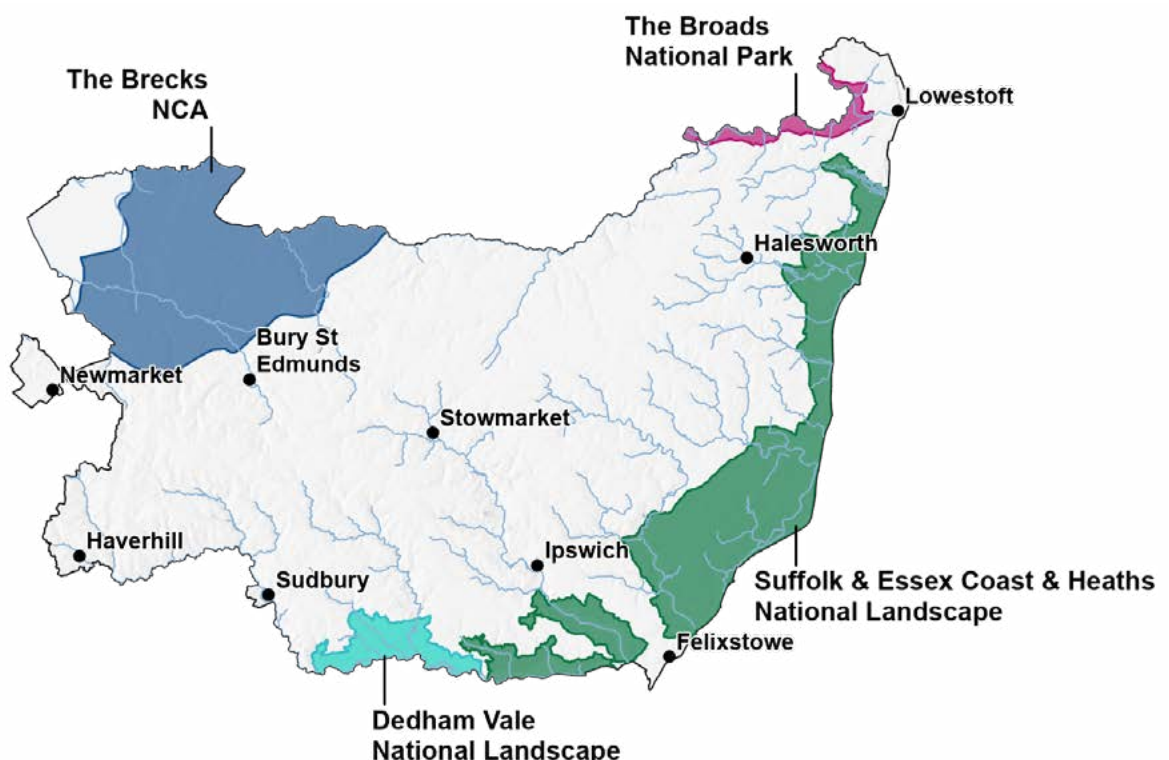 The Broads
National Park
The Brecks
NCA
Lowestoft
Halesworth
Bury St
Edmunds
Newmarket
Stowmarket
Haverhill
Ipswich
Sudbury
Suffolk & Essex Coast & Heaths
National Landscape
Felixstowe
Dedham Vale
National Landscape